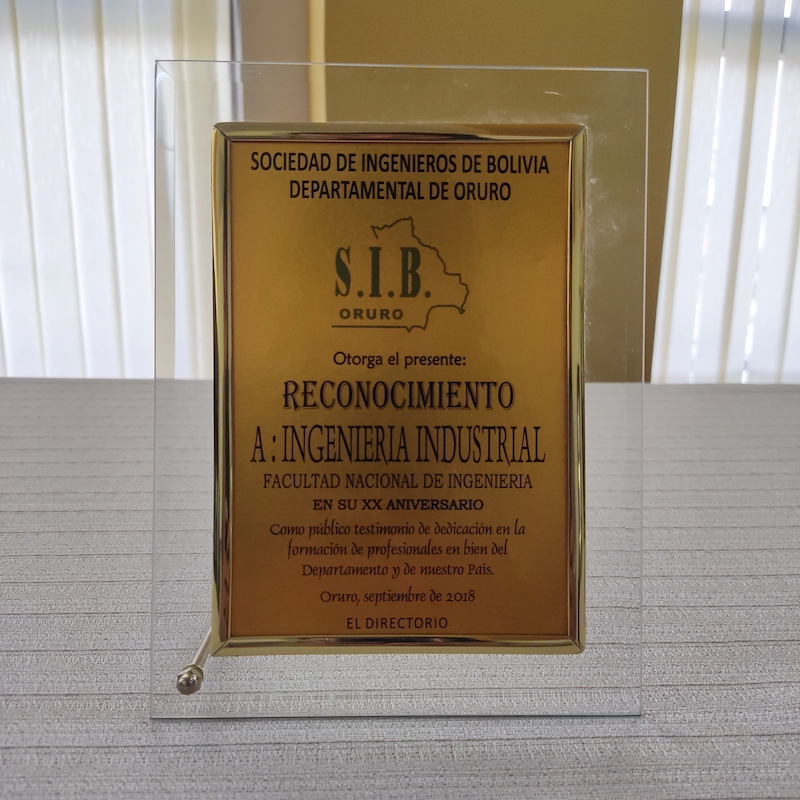 SOCIEDAD DE INGENIEROS DE BOLIVIA
DEPARTAMENTAL DE ORURO
S.I.B.
ORURO
Otorga el presente:
RECONOCIMIENTO
A : INGENIERIA INDUSTRIAL
FACULTAD NACIONAL DE INGENIERIA
EN SU XX ANIVERSARIO
Como público testimonio de dedicación en la
formación de profesionales en bien del
Departamento y de nuestro País.
Oruro, septiembre de 2018
EL DIRECTORIO